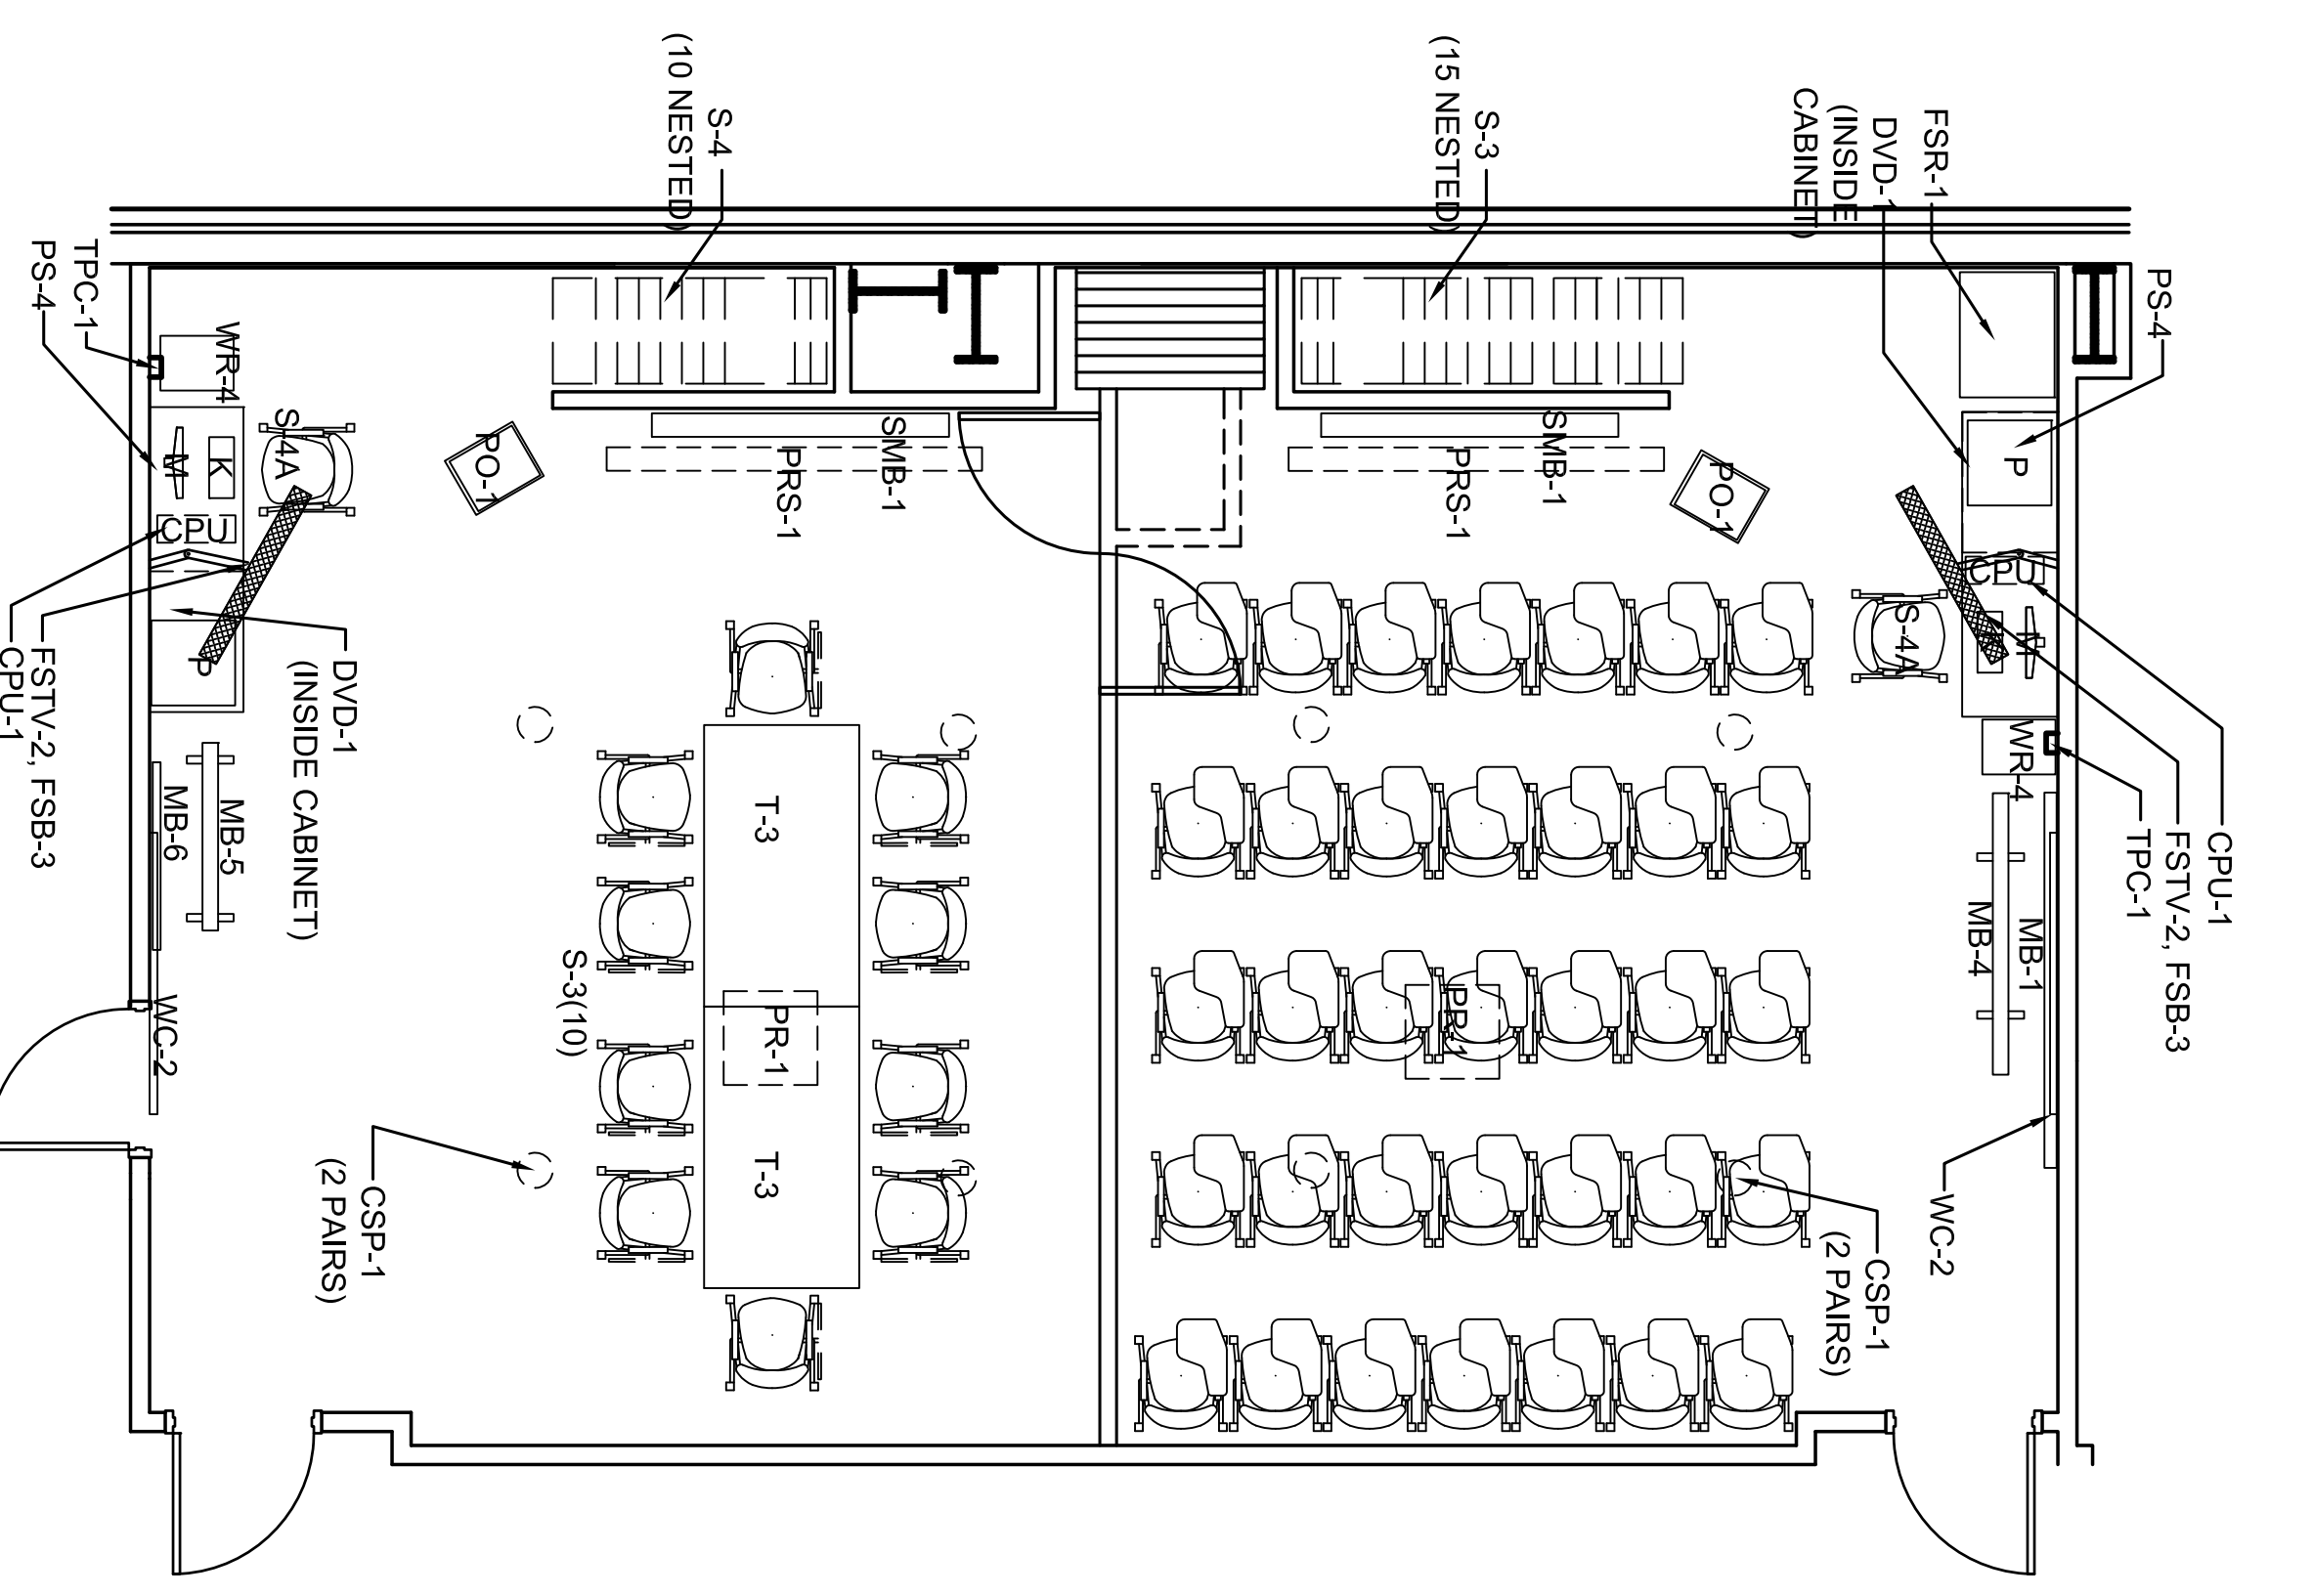 S-4
(10 NESTED)
S-3
(15 NESTED)
FSR-1
DVD-1
(INSIDE
CABINET)
PS-4
TPC-1
PS-4
WR-4
S-4A
K
M
CPU
P
PO-1
SMB-1
PRS-1
SMB-1
PRS-1
PO-1
P
CPU
S-4A
WR-4
CPU-1
FSTV-2, FSB-3
TPC-1
DVD-1
(INSIDE CABINET)
FSTV-2, FSB-3
CPU-1
MB-5
MB-6
WC-2
T-3
PR-1
T-3
S-3(10)
PR-1
MB-1
MB-4
CSP-1
(2 PAIRS)
WC-2
CSP-1
(2 PAIRS)